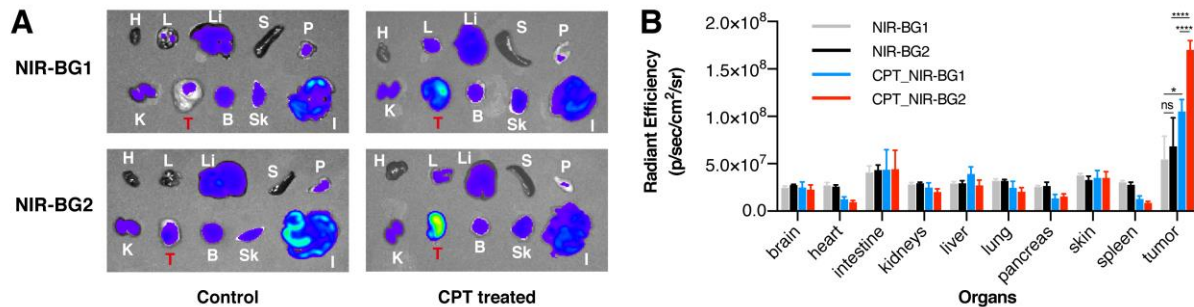 A
NIR-BG1
H L Li S P
K T B Sk I
H L Li S P
K T B Sk I
NIR-BG2
H L Li S P
K T B Sk I
H L Li S P
K T B Sk I
Control
CPT treated
B
Radiant Efficiency
(p/sec/cm²/sr)
2.0×10⁸
1.5×10⁸
1.0×10⁸
5.0×10⁷
0.0
NIR-BG1
NIR-BG2
CPT_NIR-BG1
CPT_NIR-BG2
****
****
*
ns
brain
heart
intestine
kidneys
liver
lung
pancreas
skin
spleen
tumor
Organs